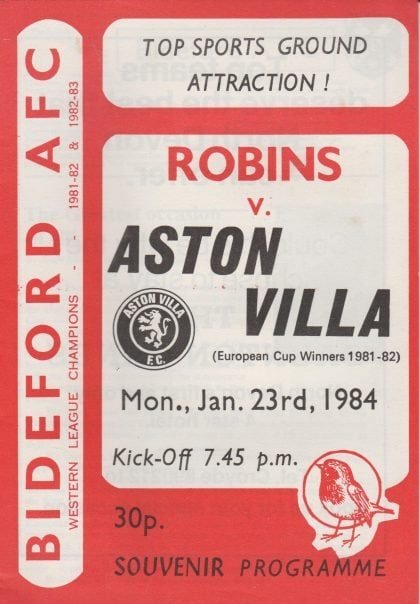 BIDEFORD AFC
WESTERN LEAGUE CHAMPIONS - - 1981-82 & 1982-83
TOP SPORTS GROUND
ATTRACTION !
ROBINS
v.
ASTON
VILLA
ASTON VILLA
F.C.
(European Cup Winners 1981-82)
Mon., Jan. 23rd, 1984
Kick-Off 7.45 p.m.
30p.
SOUVENIR PROGRAMME